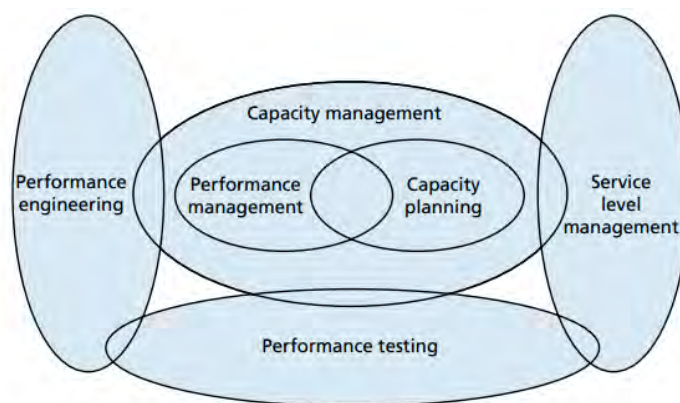 Capacity management
Performance
engineering
Performance
management
Capacity
planning
Service
level
management
Performance testing